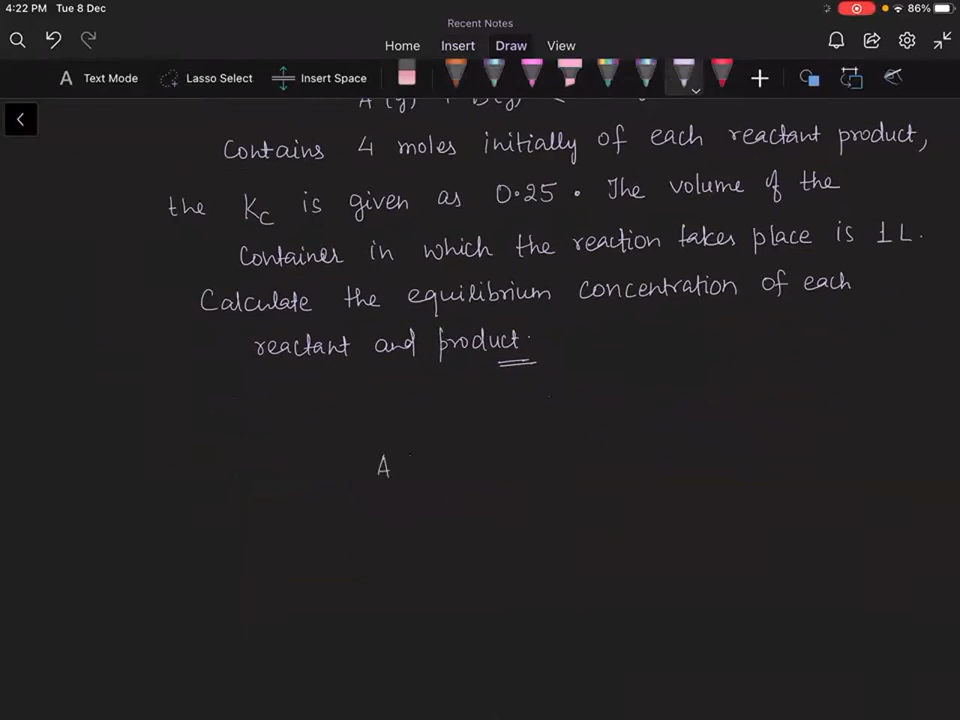 4:22 PM Tue 8 Dec
86%
Recent Notes
Home Insert Draw View
Text Mode Lasso Select Insert Space
Contains 4 moles initially of each reactant product,
the KC is given as 0.25. The volume of the
container in which the reaction takes place is 1L.
Calculate the equilibrium concentration of each
reactant and product.
A